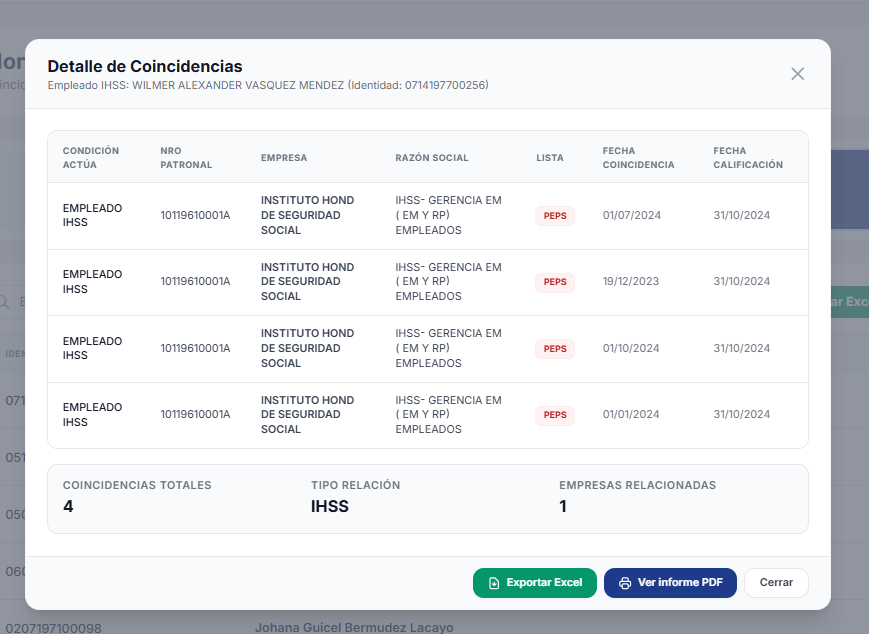 Detalle de Coincidencias
Empleado IHSS: WILMER ALEXANDER VASQUEZ MENDEZ (Identidad: 0714197700256)
CONDICIÓN ACTÚA
NRO PATRONAL
EMPRESA
RAZÓN SOCIAL
LISTA
FECHA COINCIDENCIA
FECHA CALIFICACIÓN
EMPLEADO IHSS
10119610001A
INSTITUTO HOND DE SEGURIDAD SOCIAL
IHSS- GERENCIA EM ( EM Y RP) EMPLEADOS
PEPS
01/07/2024
31/10/2024
EMPLEADO IHSS
10119610001A
INSTITUTO HOND DE SEGURIDAD SOCIAL
IHSS- GERENCIA EM ( EM Y RP) EMPLEADOS
PEPS
19/12/2023
31/10/2024
EMPLEADO IHSS
10119610001A
INSTITUTO HOND DE SEGURIDAD SOCIAL
IHSS- GERENCIA EM ( EM Y RP) EMPLEADOS
PEPS
01/10/2024
31/10/2024
EMPLEADO IHSS
10119610001A
INSTITUTO HOND DE SEGURIDAD SOCIAL
IHSS- GERENCIA EM ( EM Y RP) EMPLEADOS
PEPS
01/01/2024
31/10/2024
COINCIDENCIAS TOTALES
4
TIPO RELACIÓN
IHSS
EMPRESAS RELACIONADAS
1
Exportar Excel
Ver informe PDF
Cerrar
0207197100098
Johana Guicel Bermudez Lacayo